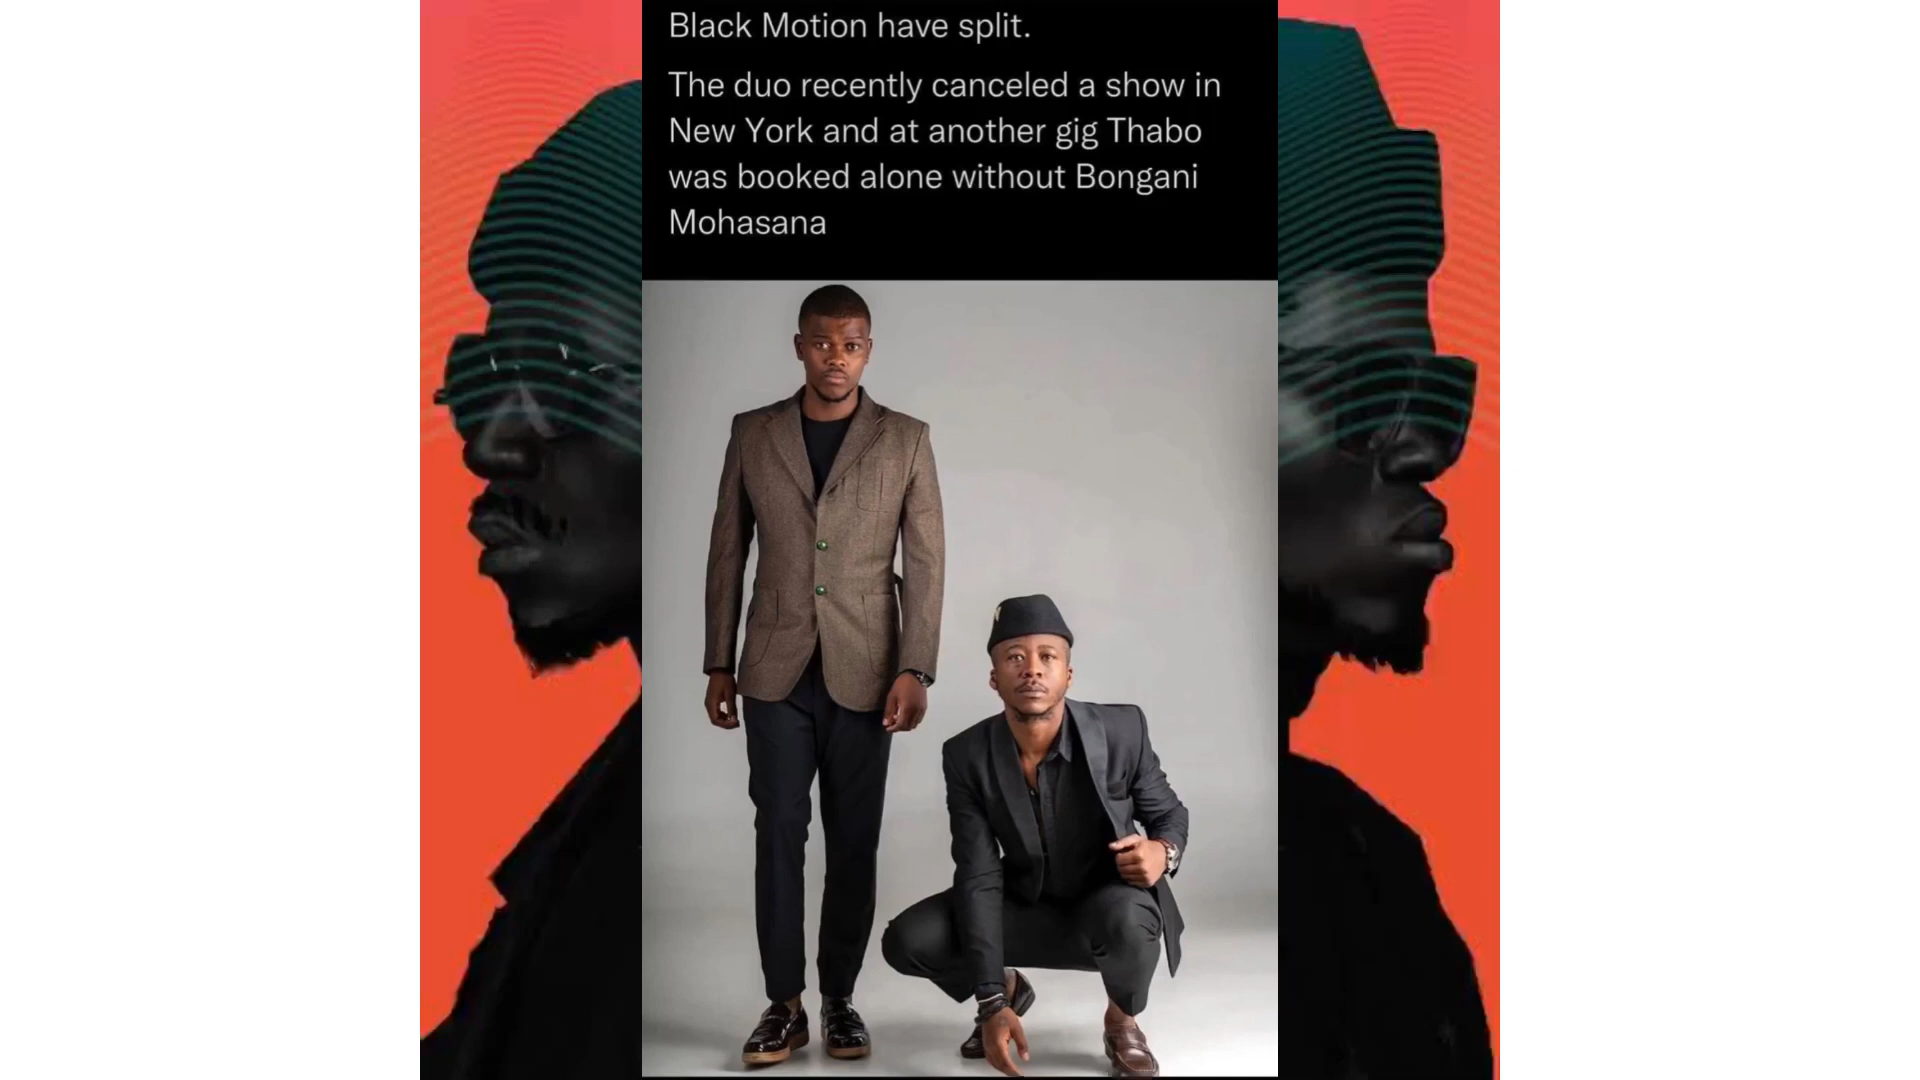 Black Motion have split.
The duo recently canceled a show in
New York and at another gig Thabo
was booked alone without Bongani
Mohasana